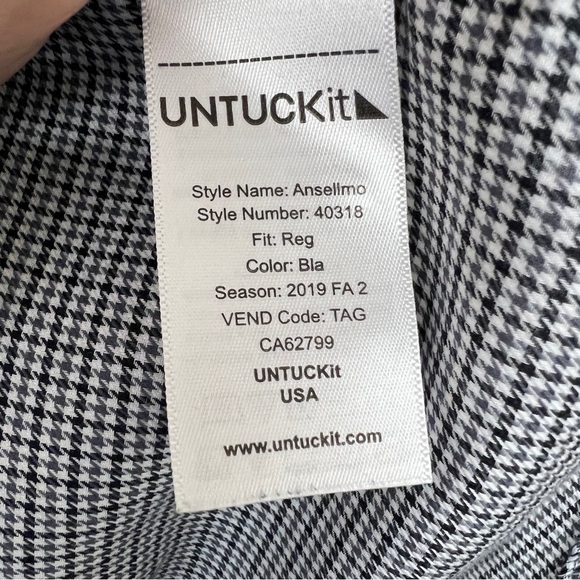 UNTUCKit
Style Name: Ansellmo
Style Number: 40318
Fit: Reg
Color: Bla
Season: 2019 FA 2
VEND Code: TAG
CA62799
UNTUCKit
USA
www.untuckit.com